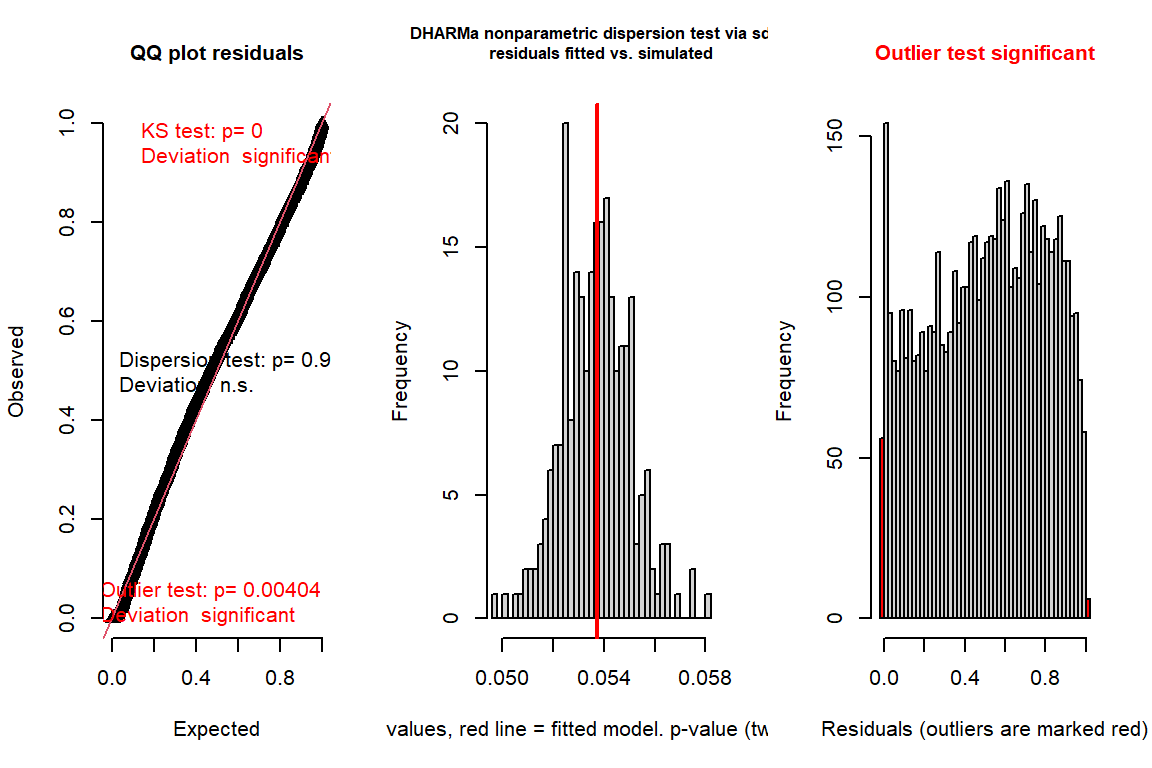 QQ plot residuals
KS test: p= 0
Deviation significant
Dispersion test: p= 0.9
Deviation n.s.
Outlier test: p= 0.00404
Deviation significant
Observed
0.0 0.2 0.4 0.6 0.8 1.0
0.0 0.4 0.8
Expected
DHARMa nonparametric dispersion test via sd
residuals fitted vs. simulated
Frequency
0 5 10 15 20
0.050 0.054 0.058
values, red line = fitted model. p-value (tw
Outlier test significant
Frequency
0 50 100 150
0.0 0.4 0.8
Residuals (outliers are marked red)